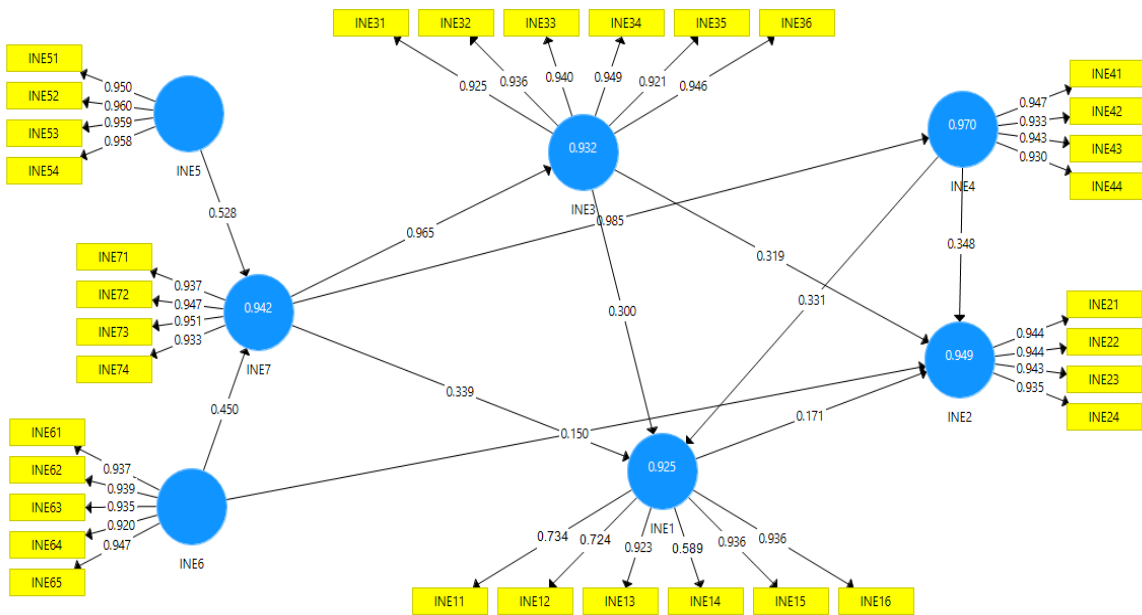 INE31 INE32 INE33 INE34 INE35 INE36
0.925 0.936 0.940 0.949 0.921 0.946
0.932
INE3
INE51
INE52
INE53
INE54
0.950
0.960
0.959
0.958
INE5
0.528
INE41
INE42
INE43
INE44
0.947
0.933
0.943
0.930
0.970
INE4
0.965
0.985
0.319
0.348
0.331
0.300
INE71
INE72
INE73
INE74
0.937
0.947
0.951
0.933
0.942
INE7
0.339
0.450
INE21
INE22
INE23
INE24
0.944
0.944
0.943
0.935
0.949
INE2
0.150
0.171
INE61
INE62
INE63
INE64
INE65
0.937
0.939
0.935
0.920
0.947
INE6
0.925
INE1
0.734 0.724 0.923 0.589 0.936 0.936
INE11 INE12 INE13 INE14 INE15 INE16